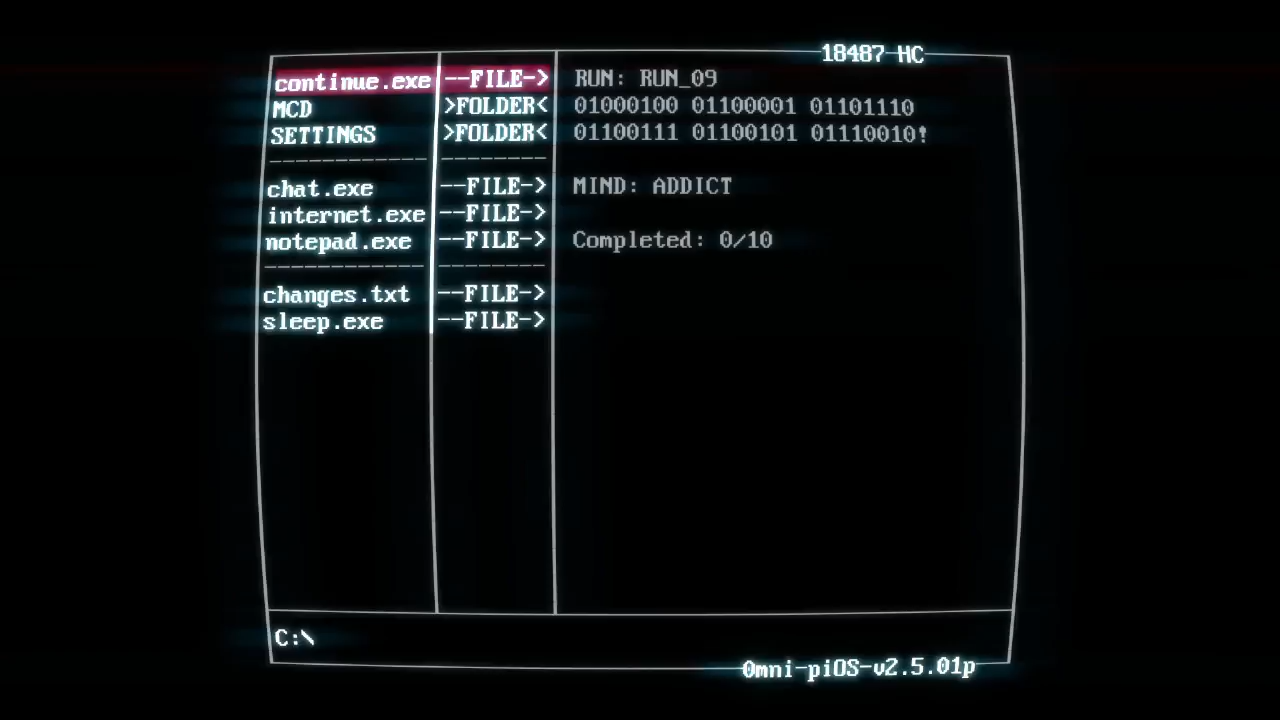 18487 HC
continue.exe --FILE-> RUN: RUN_09
MCD >FOLDER< 01000100 01100001 01101110
SETTINGS >FOLDER< 01100111 01100101 01110010!
------------ --------
chat.exe --FILE-> MIND: ADDICT
internet.exe --FILE->
notepad.exe --FILE-> Completed: 0/10
------------ --------
changes.txt --FILE->
sleep.exe --FILE->
C:\
Omni-piOS-v2.5.01p